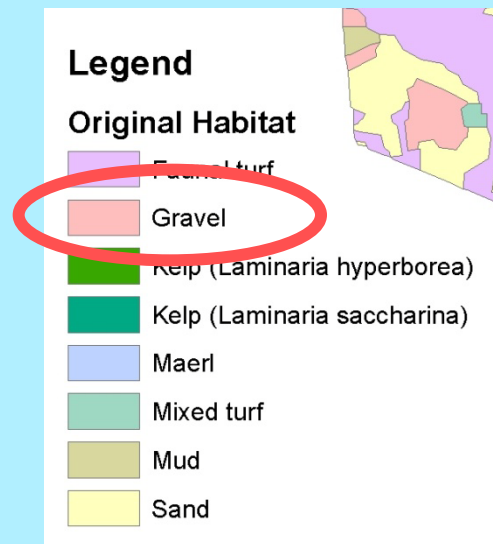 Legend
Original Habitat
Faunal turf
Gravel
Kelp (Laminaria hyperborea)
Kelp (Laminaria saccharina)
Maerl
Mixed turf
Mud
Sand